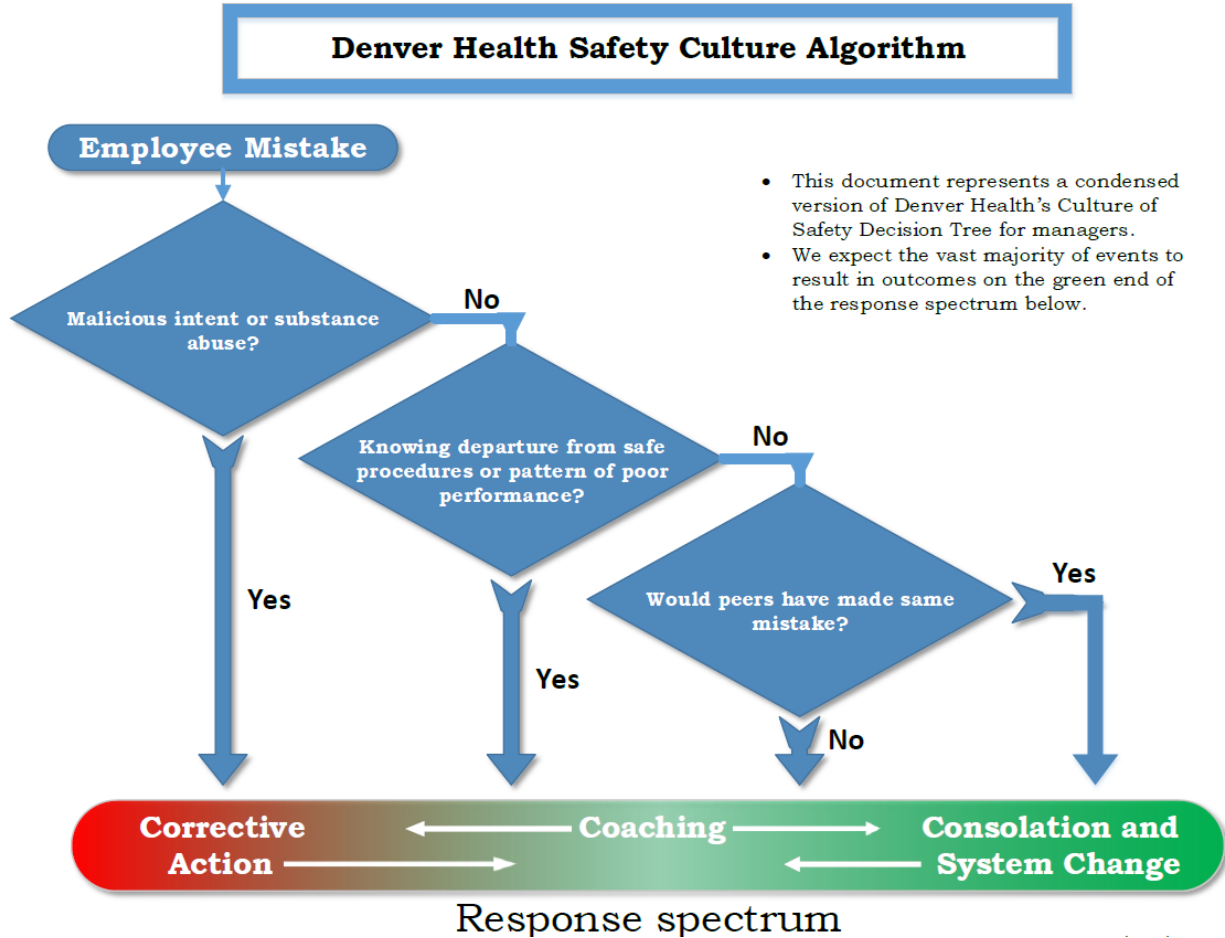 Denver Health Safety Culture Algorithm
Employee Mistake
• This document represents a condensed
version of Denver Health's Culture of
Safety Decision Tree for managers.
• We expect the vast majority of events to
result in outcomes on the green end of
the response spectrum below.
Malicious intent or substance
abuse?
No
Knowing departure from safe
procedures or pattern of poor
performance?
No
Would peers have made same
mistake?
Yes
Yes
Yes
No
Corrective
Action
Coaching
Consolation and
System Change
Response spectrum